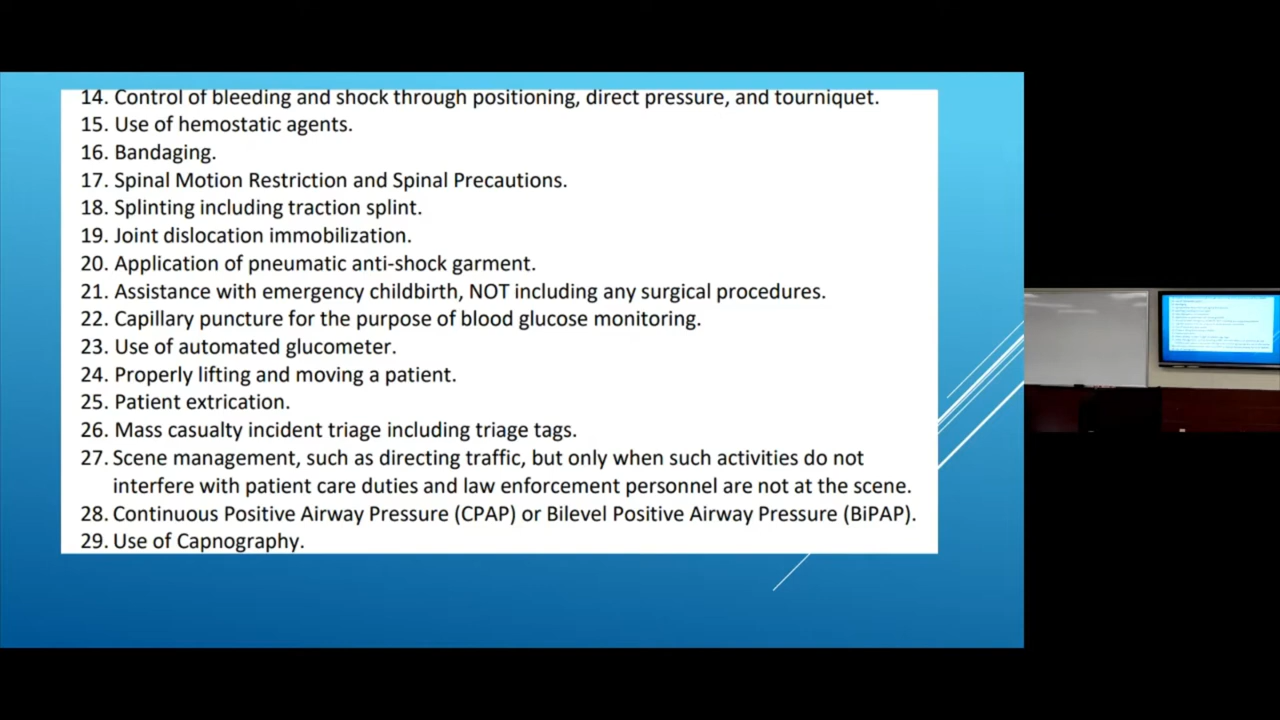 14. Control of bleeding and shock through positioning, direct pressure, and tourniquet.
15. Use of hemostatic agents.
16. Bandaging.
17. Spinal Motion Restriction and Spinal Precautions.
18. Splinting including traction splint.
19. Joint dislocation immobilization.
20. Application of pneumatic anti-shock garment.
21. Assistance with emergency childbirth, NOT including any surgical procedures.
22. Capillary puncture for the purpose of blood glucose monitoring.
23. Use of automated glucometer.
24. Properly lifting and moving a patient.
25. Patient extrication.
26. Mass casualty incident triage including triage tags.
27. Scene management, such as directing traffic, but only when such activities do not
interfere with patient care duties and law enforcement personnel are not at the scene.
28. Continuous Positive Airway Pressure (CPAP) or Bilevel Positive Airway Pressure (BiPAP).
29. Use of Capnography.